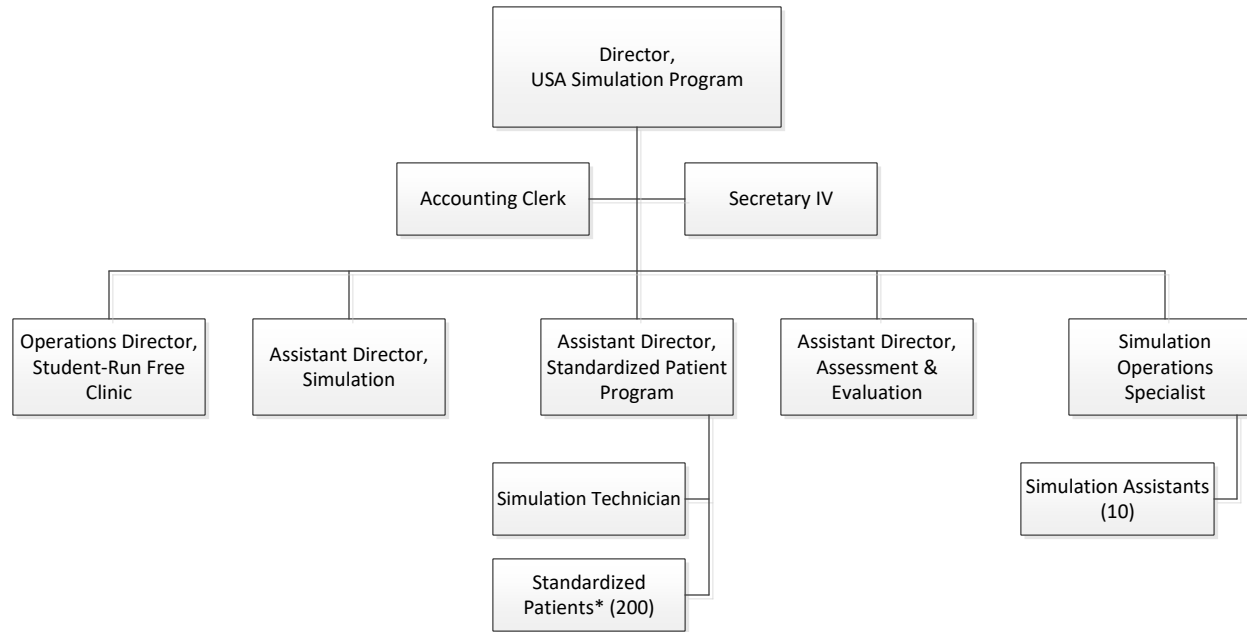 Director,
USA Simulation Program
Accounting Clerk
Secretary IV
Operations Director,
Student-Run Free
Clinic
Assistant Director,
Simulation
Assistant Director,
Standardized Patient
Program
Assistant Director,
Assessment &
Evaluation
Simulation
Operations
Specialist
Simulation Technician
Simulation Assistants
(10)
Standardized
Patients* (200)